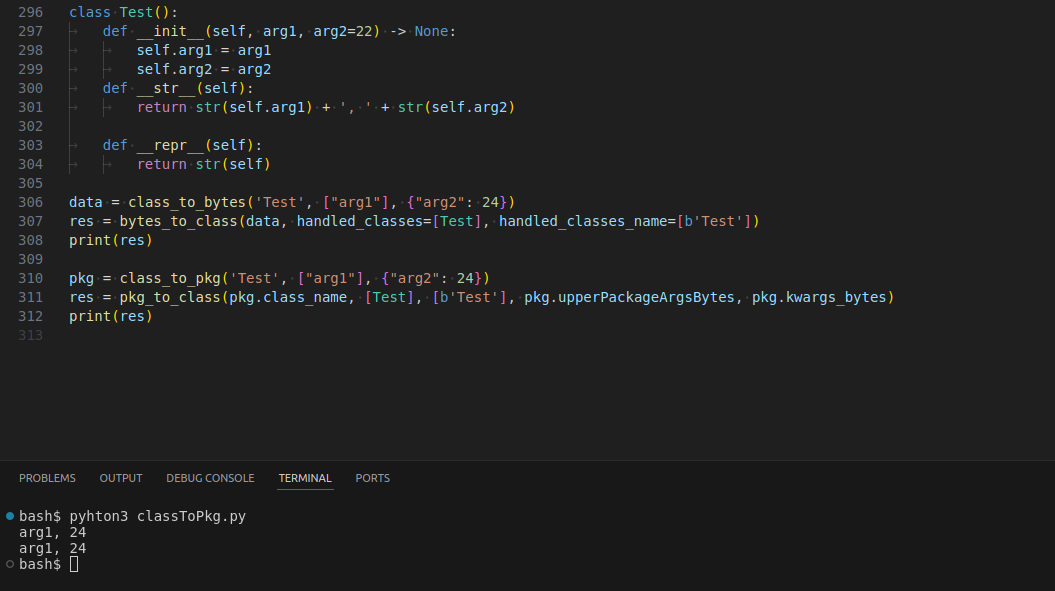 296 class Test():
297 def __init__(self, arg1, arg2=22) -> None:
298 self.arg1 = arg1
299 self.arg2 = arg2
300 def __str__(self):
301 return str(self.arg1) + ', ' + str(self.arg2)
302
303 def __repr__(self):
304 return str(self)
305
306 data = class_to_bytes('Test', ["arg1"], {"arg2": 24})
307 res = bytes_to_class(data, handled_classes=[Test], handled_classes_name=[b'Test'])
308 print(res)
309
310 pkg = class_to_pkg('Test', ["arg1"], {"arg2": 24})
311 res = pkg_to_class(pkg.class_name, [Test], [b'Test'], pkg.upperPackageArgsBytes, pkg.kwargs_bytes)
312 print(res)
313
PROBLEMS OUTPUT DEBUG CONSOLE TERMINAL PORTS
bash$ pyhton3 classToPkg.py
arg1, 24
arg1, 24
bash$